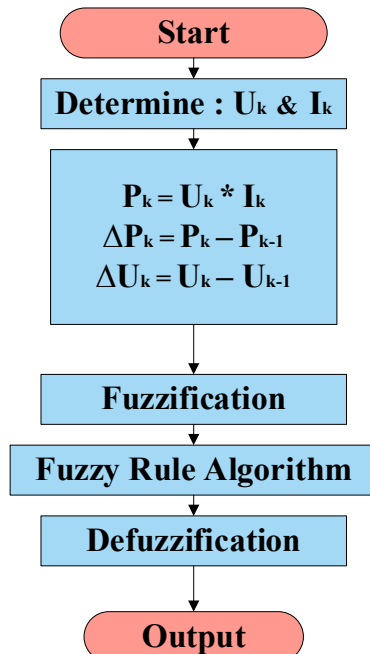 Start
Determine : Uₖ & Iₖ
Pₖ = Uₖ * Iₖ
ΔPₖ = Pₖ – Pₖ₋₁
ΔUₖ = Uₖ – Uₖ₋₁
Fuzzification
Fuzzy Rule Algorithm
Defuzzification
Output